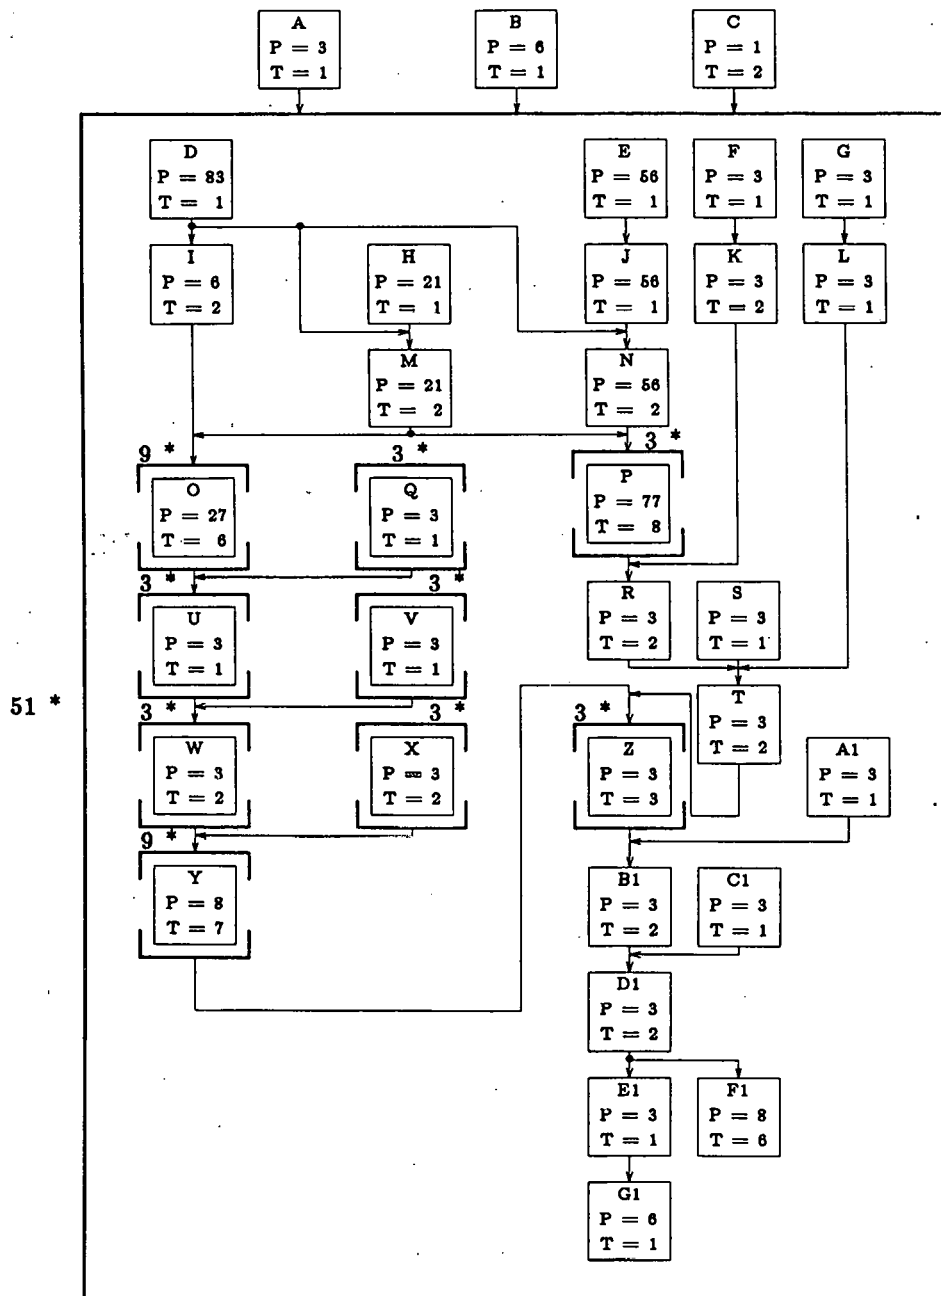 A
P = 3
T = 1
B
P = 6
T = 1
C
P = 1
T = 2
D
P = 83
T = 1
E
P = 56
T = 1
F
P = 3
T = 1
G
P = 3
T = 1
I
P = 6
T = 2
H
P = 21
T = 1
J
P = 56
T = 1
K
P = 3
T = 2
L
P = 3
T = 1
M
P = 21
T = 2
N
P = 56
T = 2
9 *
O
P = 27
T = 6
3 *
Q
P = 3
T = 1
3 *
P
P = 77
T = 8
R
P = 3
T = 2
S
P = 3
T = 1
3 *
U
P = 3
T = 1
3 *
V
P = 3
T = 1
T
P = 3
T = 2
51 *
3 *
W
P = 3
T = 2
3 *
X
P = 3
T = 2
3 *
Z
P = 3
T = 3
A1
P = 3
T = 1
9 *
Y
P = 8
T = 7
B1
P = 3
T = 2
C1
P = 3
T = 1
D1
P = 3
T = 2
E1
P = 3
T = 1
F1
P = 8
T = 6
G1
P = 6
T = 1